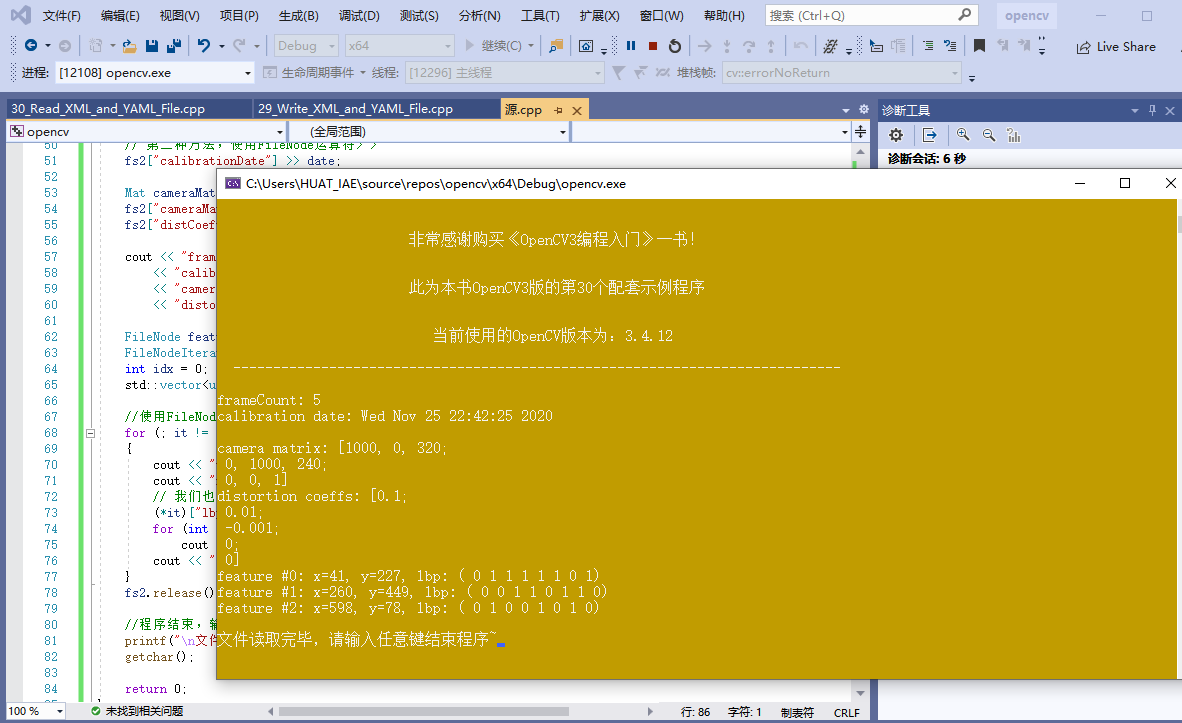 文件(F) 编辑(E) 视图(V) 项目(P) 生成(B) 调试(D) 测试(S) 分析(N) 工具(T) 扩展(X) 窗口(W) 帮助(H) 搜索 (Ctrl+Q) opencv
Debug x64 继续(C) Live Share
进程: [12108] opencv.exe 生命周期事件 线程: [12296] 主线程 堆栈帧: cv::errorNoReturn
30_Read_XML_and_YAML_File.cpp 29_Write_XML_and_YAML_File.cpp 源.cpp
诊断工具
opencv (全局范围)
诊断会话: 6 秒
50 // 第二种方法，使用FileNode运算符> >
51 fs2["calibrationDate"] >> date;
52
53 Mat cameraMat
54 fs2["cameraMa
55 fs2["distCoef
56
57 cout << "fram
58 << "calib
59 << "camer
60 << "disto
61
62 FileNode feat
63 FileNodeItera
64 int idx = 0;
65 std::vector<u
66
67 //使用FileNod
68 for (; it !=
69 {
70 cout << "
71 cout << "
72 // 我们也
73 (*it)["lb
74 for (int
75 cout
76 cout << "
77 }
78 fs2.release()
79
80 //程序结束，输
81 printf("\n文件
82 getchar();
83
84 return 0;
C:\Users\HUAT_IAE\source\repos\opencv\x64\Debug\opencv.exe
非常感谢购买《OpenCV3编程入门》一书！
此为本书OpenCV3版的第30个配套示例程序
当前使用的OpenCV版本为：3.4.12
----------------------------------------------------------------------------
frameCount: 5
calibration date: Wed Nov 25 22:42:25 2020
camera matrix: [1000, 0, 320;
0, 1000, 240;
0, 0, 1]
distortion coeffs: [0.1;
0.01;
-0.001;
0;
0]
feature #0: x=41, y=227, lbp: ( 0 1 1 1 1 1 0 1)
feature #1: x=260, y=449, lbp: ( 0 0 1 1 0 1 1 0)
feature #2: x=598, y=78, lbp: ( 0 1 0 0 1 0 1 0)
文件读取完毕，请输入任意键结束程序~
100 % 未找到相关问题 行: 86 字符: 1 制表符 CRLF